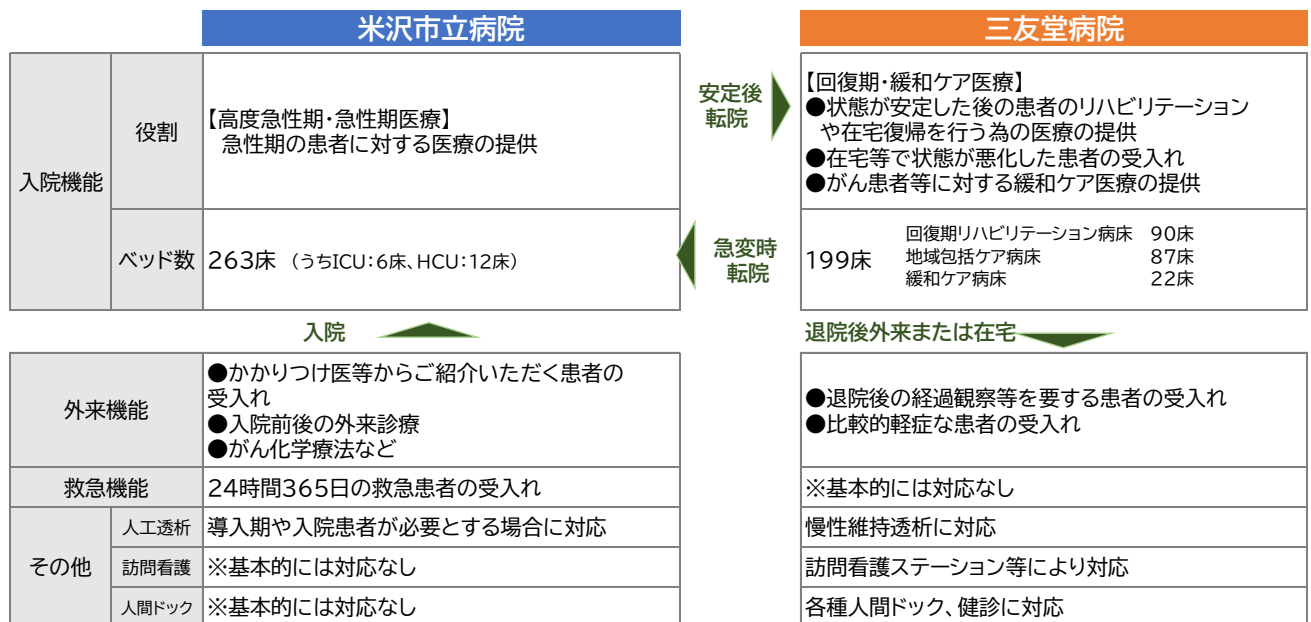 米沢市立病院
三友堂病院
入院機能
役割
【高度急性期・急性期医療】
急性期の患者に対する医療の提供
安定後
転院
【回復期・緩和ケア医療】
●状態が安定した後の患者のリハビリテーション
や在宅復帰を行う為の医療の提供
●在宅等で状態が悪化した患者の受入れ
●がん患者等に対する緩和ケア医療の提供
ベッド数
263床 (うちICU:6床、HCU:12床)
急変時
転院
199床
回復期リハビリテーション病床 90床
地域包括ケア病床 87床
緩和ケア病床 22床
入院
退院後外来または在宅
外来機能
●かかりつけ医等からご紹介いただく患者の
受入れ
●入院前後の外来診療
●がん化学療法など
●退院後の経過観察等を要する患者の受入れ
●比較的軽症な患者の受入れ
救急機能
24時間365日の救急患者の受入れ
※基本的には対応なし
その他
人工透析
導入期や入院患者が必要とする場合に対応
慢性維持透析に対応
訪問看護
※基本的には対応なし
訪問看護ステーション等により対応
人間ドック
※基本的には対応なし
各種人間ドック、健診に対応